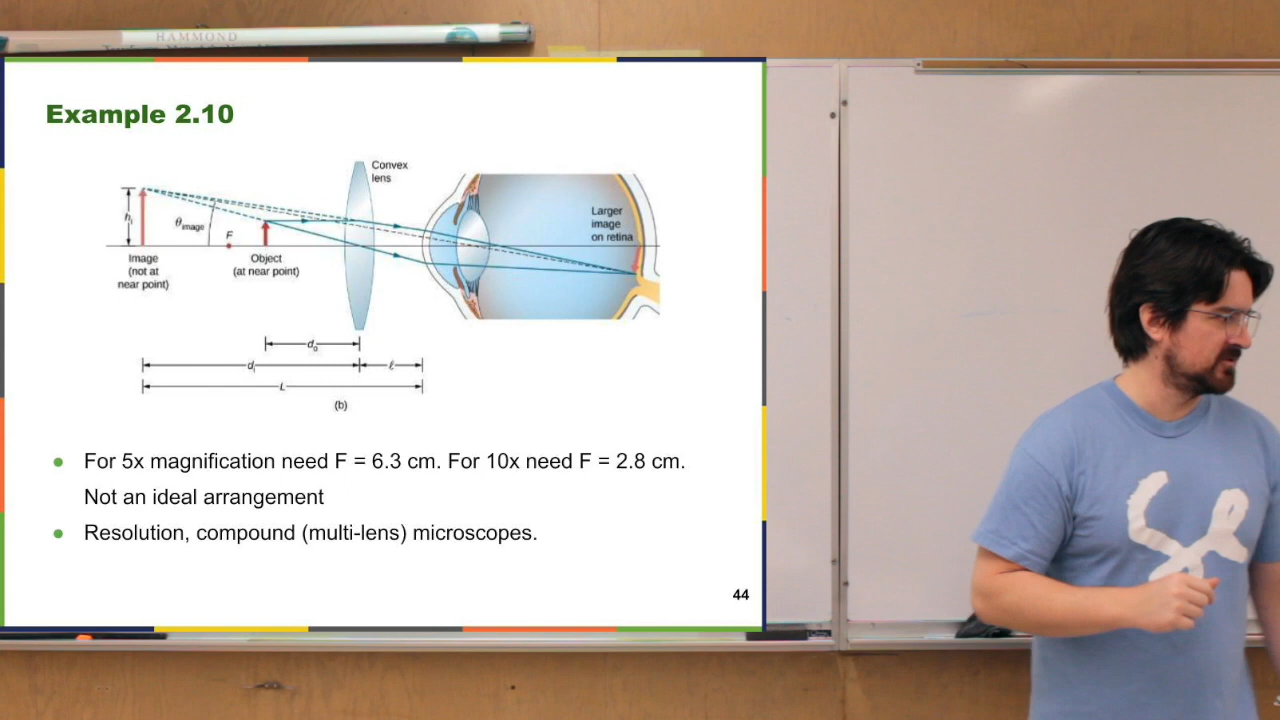 HAMMOND
Example 2.10
Convex
lens
Larger
image
on retina
hᵢ
θimage
F
Image
(not at
near point)
Object
(at near point)
dₒ
dᵢ
ℓ
L
(b)
● For 5x magnification need F = 6.3 cm. For 10x need F = 2.8 cm.
Not an ideal arrangement
● Resolution, compound (multi-lens) microscopes.
44